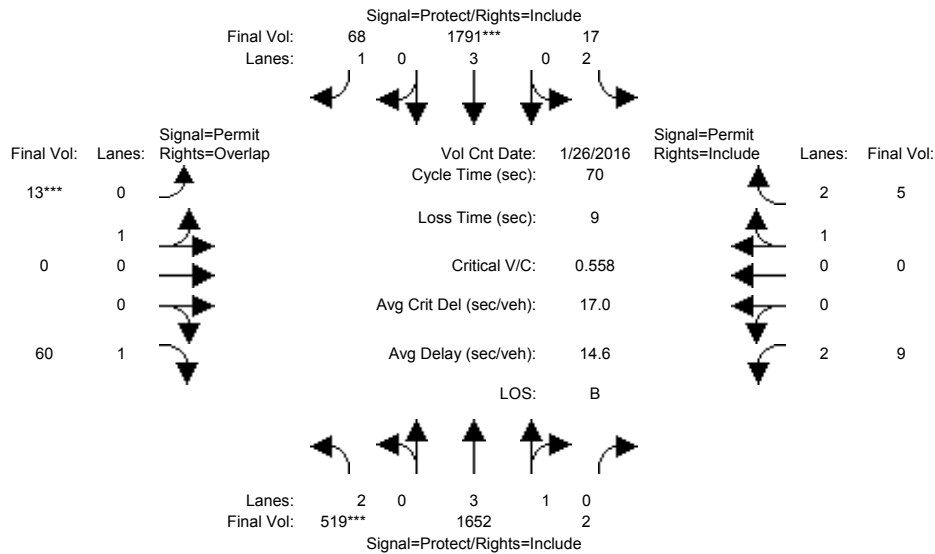 Signal=Protect/Rights=Include
Final Vol: 68 1791*** 17
Lanes: 1 0 3 0 2
Signal=Permit
Final Vol: Lanes: Rights=Overlap
Vol Cnt Date: 1/26/2016
Signal=Permit
Rights=Include Lanes: Final Vol:
Cycle Time (sec): 70
13*** 0
2 5
Loss Time (sec): 9
1
1
0 0
Critical V/C: 0.558
0 0
0
Avg Crit Del (sec/veh): 17.0
0
60 1
Avg Delay (sec/veh): 14.6
2 9
LOS: B
Lanes: 2 0 3 1 0
Final Vol: 519*** 1652 2
Signal=Protect/Rights=Include